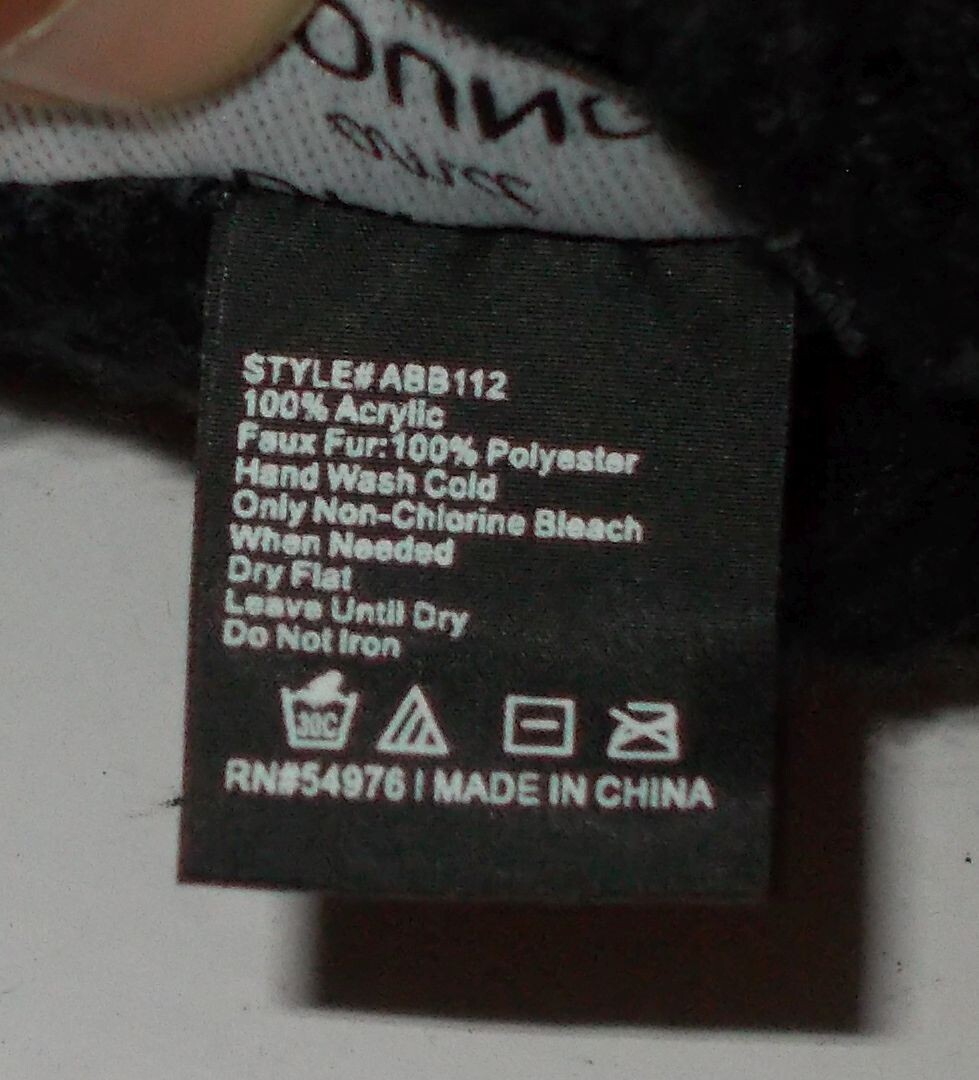 STYLE#ABB112
100% Acrylic
Faux Fur:100% Polyester
Hand Wash Cold
Only Non-Chlorine Bleach
When Needed
Dry Flat
Leave Until Dry
Do Not Iron
30C
RN#54976 I MADE IN CHINA